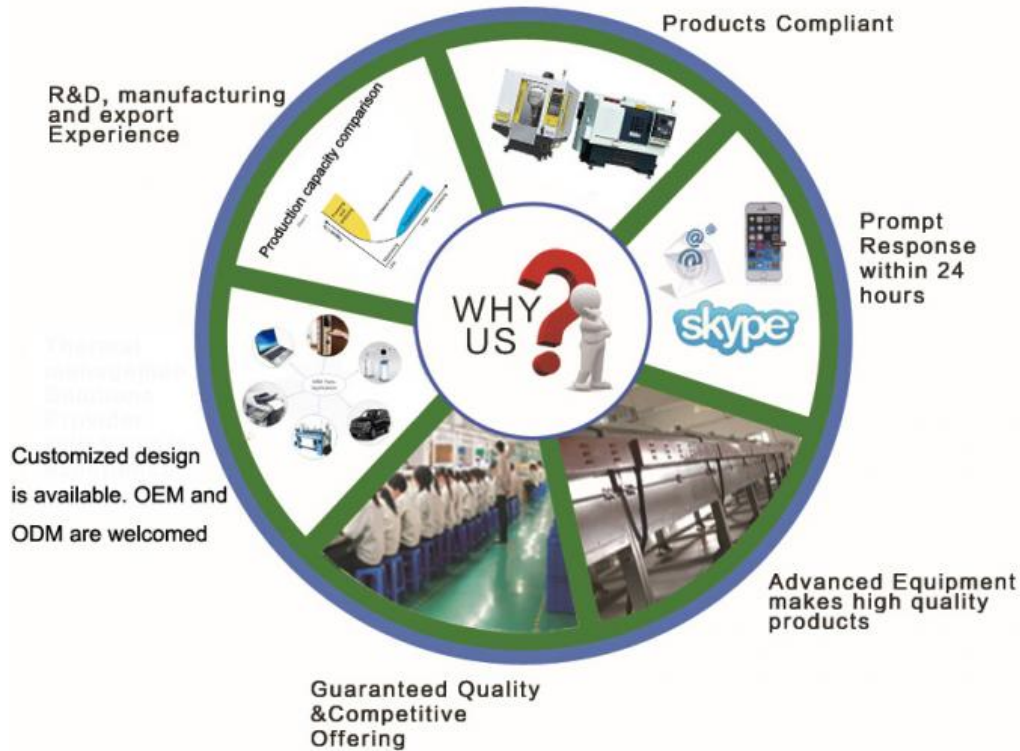 Products Compliant
R&D, manufacturing
and export
Experience
Production capacity comparison
Prompt
Response
within 24
hours
skype
WHY
US
Customized design
is available. OEM and
ODM are welcomed
Advanced Equipment
makes high quality
products
Guaranteed Quality
&Competitive
Offering